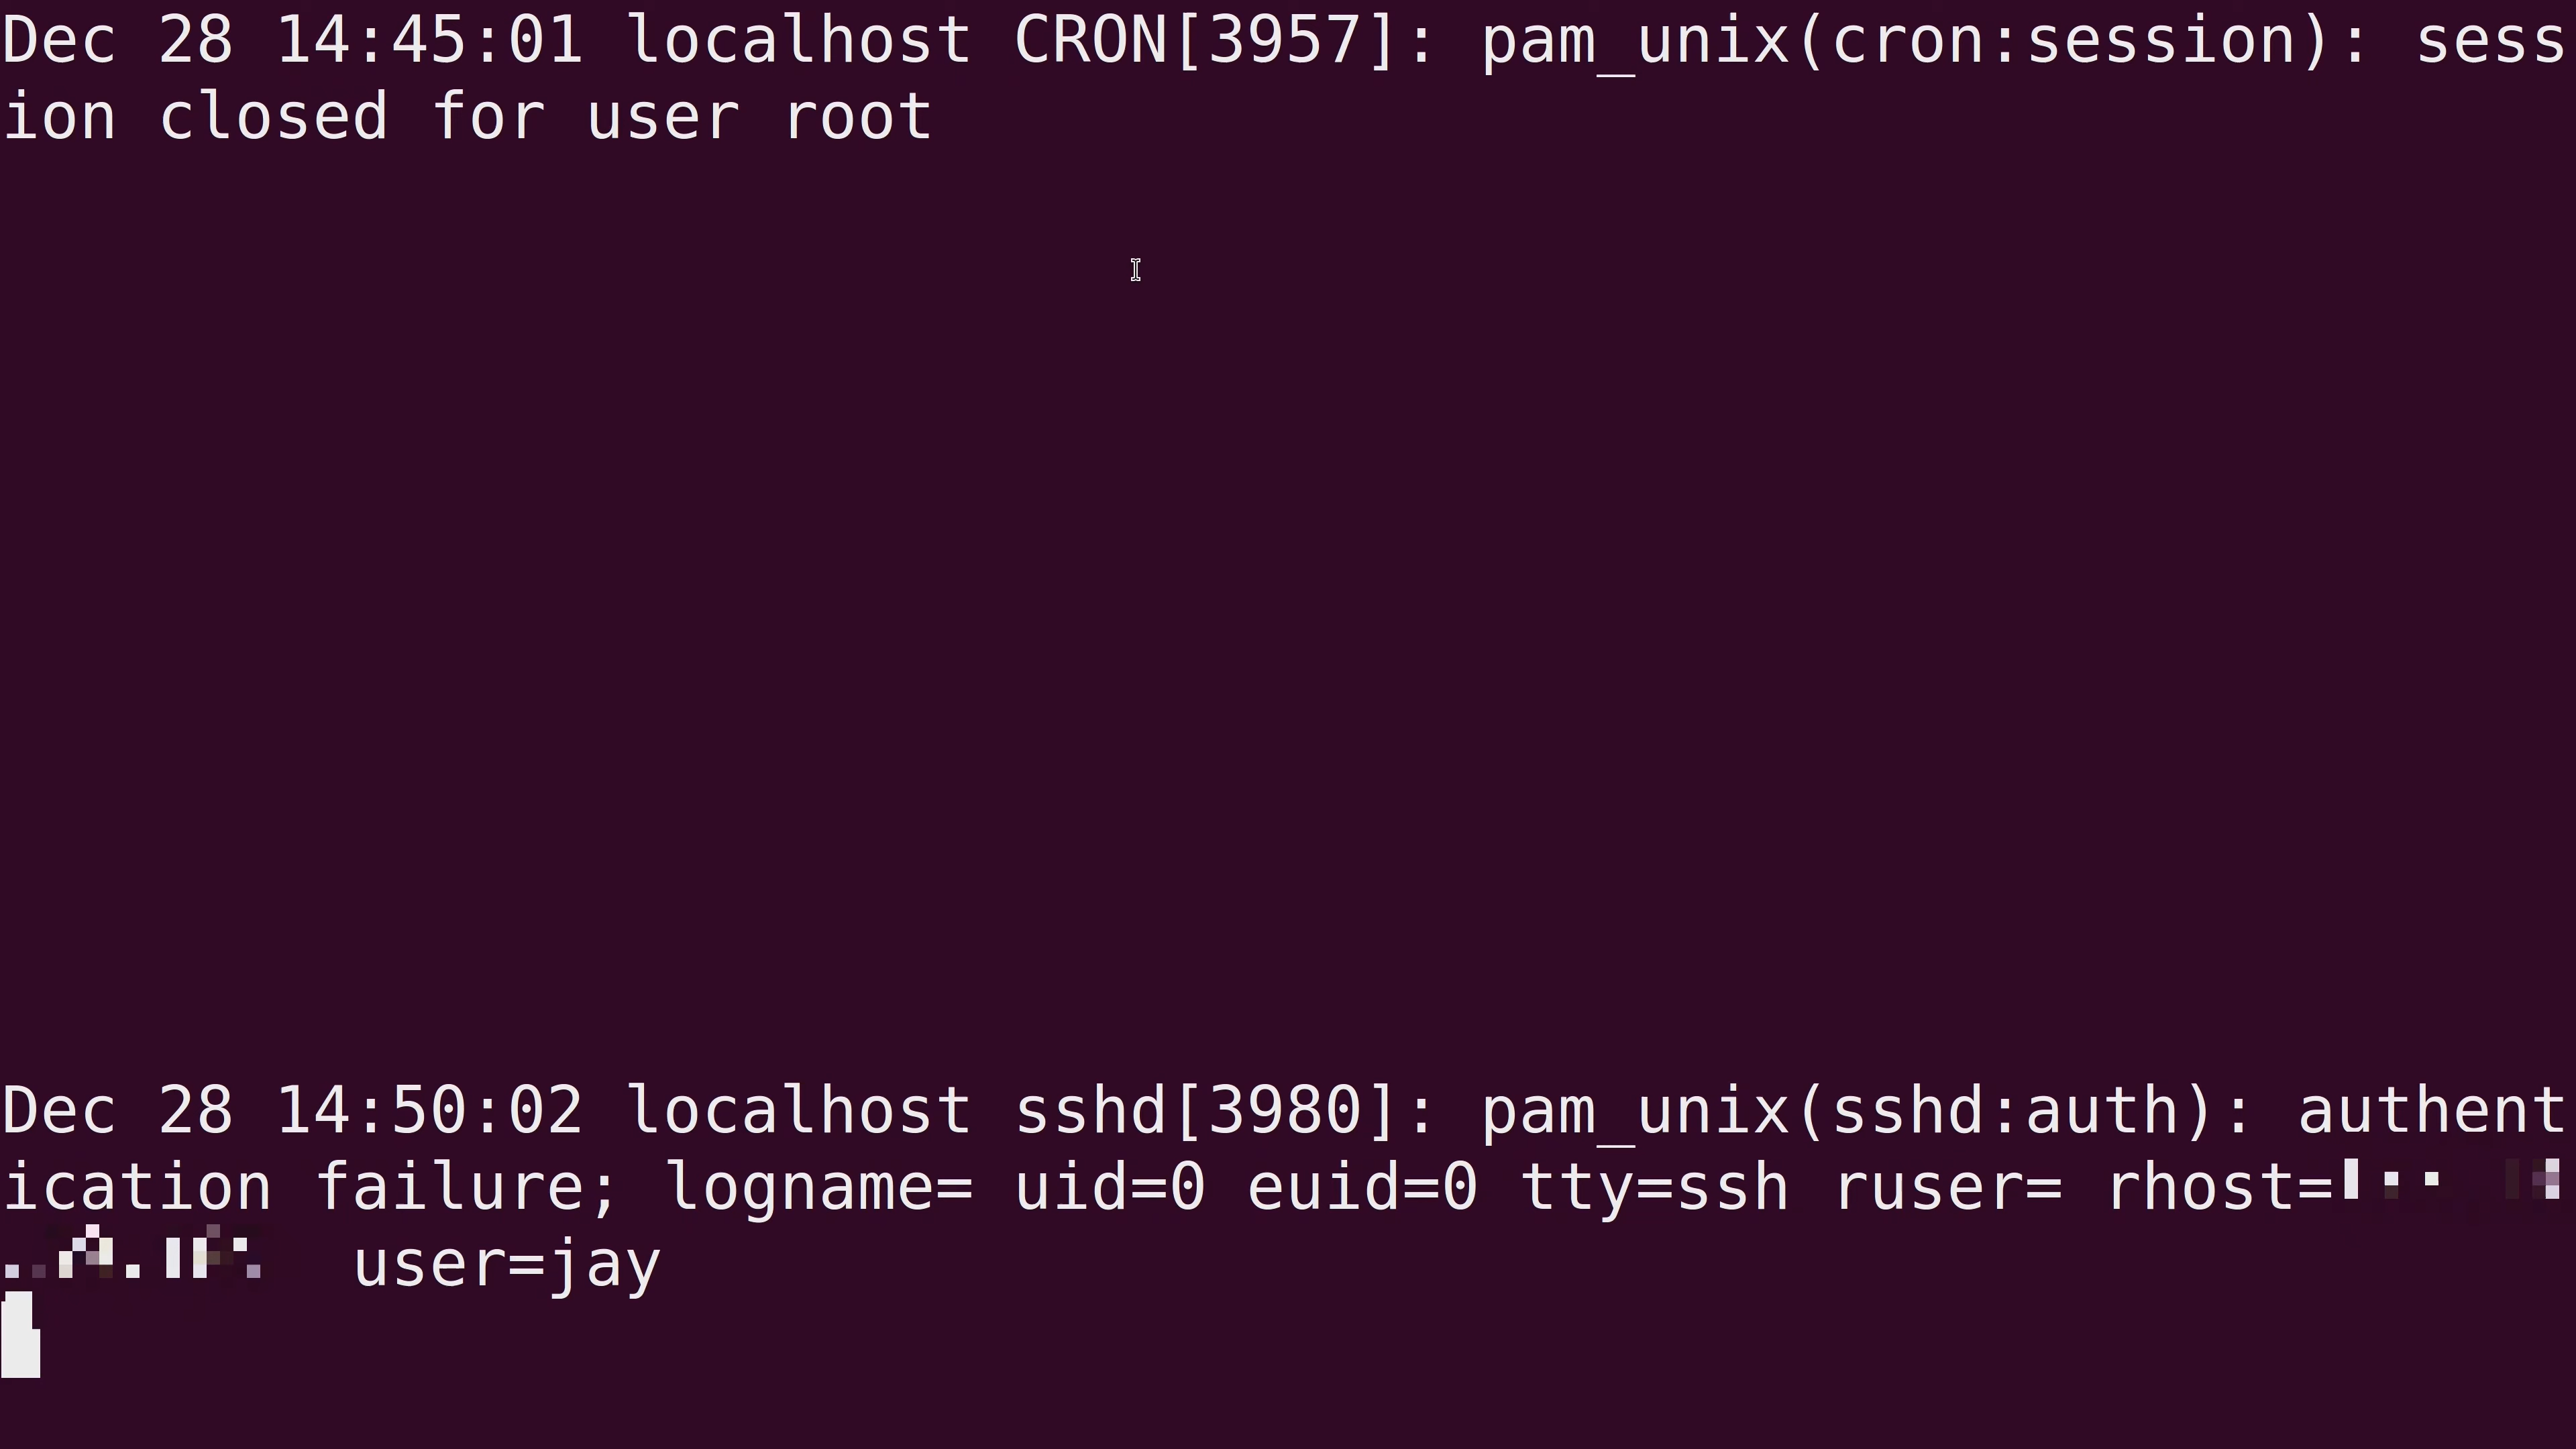 Dec 28 14:45:01 localhost CRON[3957]: pam_unix(cron:session): sess
ion closed for user root
Dec 28 14:50:02 localhost sshd[3980]: pam_unix(sshd:auth): authent
ication failure; logname= uid=0 euid=0 tty=ssh ruser= rhost=
user=jay